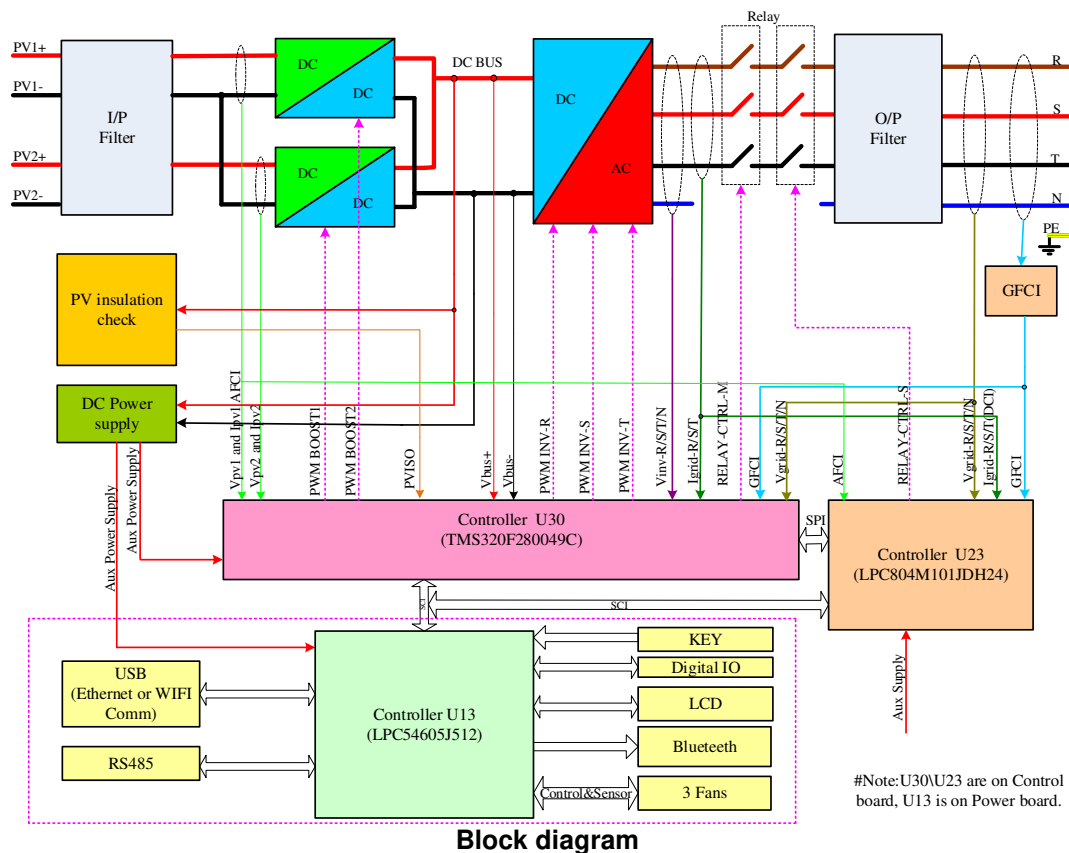 Relay
PV1+
PV1-
PV2+
PV2-
I/P
Filter
DC
DC
DC
DC
DC BUS
DC
AC
O/P
Filter
R
S
T
N
PE
GFCI
PV insulation
check
DC Power
supply
Aux Power Supply
Aux Power Supply
Vpv1 and Ipv1
AFCI
Vpv2 and Ipv2
PWM BOOST1
PWM BOOST2
PVISO
Vbus+
Vbus-
PWM INV-R
PWM INV-S
PWM INV-T
Vinv-R/S/T/N
Igrid-R/S/T
RELAY-CTRL-M
GFCI
Vgrid-R/S/T/N
AFCI
RELAY-CTRL-S
Vgrid-R/S/T/N
Igrid-R/S/T(DCI)
GFCI
Controller U30
(TMS320F280049C)
SPI
Controller U23
(LPC804M101JDH24)
SCI
SCI
USB
(Ethernet or WIFI
Comm)
RS485
Controller U13
(LPC54605J512)
KEY
Digital IO
LCD
Blueteeth
Control&Sensor
3 Fans
Aux Supply
#Note:U30\U23 are on Control
board, U13 is on Power board.
Block diagram